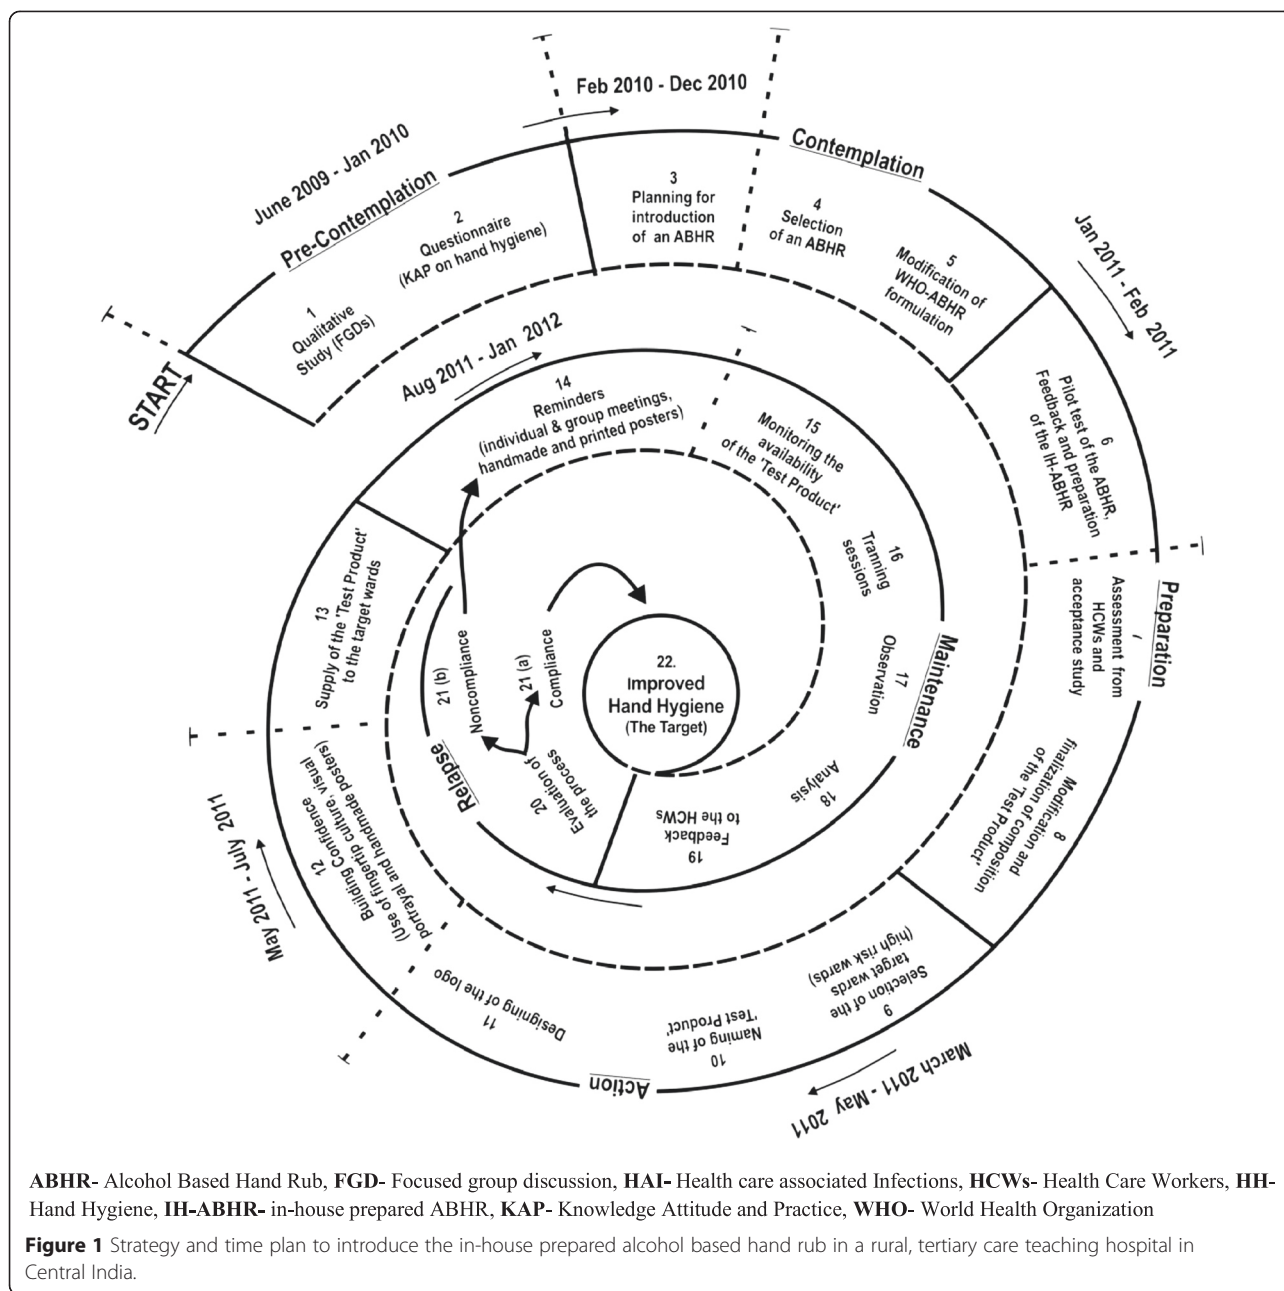 START
June 2009 - Jan 2010
Pre-Contemplation
1
Qualitative
Study (FGDs)
2
Questionnaire
(KAP on hand hygiene)
Feb 2010 - Dec 2010
3
Planning for
introduction
of an ABHR
Contemplation
4
Selection
of an ABHR
5
Modification of
WHO-ABHR
formulation
Jan 2011 - Feb 2011
6
Pilot test of the ABHR,
Feedback and preparation
of the IH-ABHR
Preparation
Assessment from
HCWs and
acceptance study
8
Modification and
finalization of composition
of the 'Test Product'
March 2011 - May 2011
9
Selection of the
target wards
(high risk wards)
10
Naming of the
'Test Product'
Action
11
Designing of the logo
May 2011 - July 2011
12
Building Confidence
(Use of fingertip culture, visual
portrayal and handmade posters)
13
Supply of the 'Test Product'
to the target wards
Aug 2011 - Jan 2012
14
Reminders
(individual & group meetings,
handmade and printed posters)
15
Monitoring the
availability
of the 'Test Product'
16
Tranning
sessions
Maintenance
17
Observation
18
Analysis
19
Feedback
to the HCWs
Relapse
20
Evaluation of
the process
21 (a)
Compliance
21 (b)
Noncompliance
22.
Improved
Hand Hygiene
(The Target)
ABHR- Alcohol Based Hand Rub, FGD- Focused group discussion, HAI- Health care associated Infections, HCWs- Health Care Workers, HH-
Hand Hygiene, IH-ABHR- in-house prepared ABHR, KAP- Knowledge Attitude and Practice, WHO- World Health Organization
Figure 1 Strategy and time plan to introduce the in-house prepared alcohol based hand rub in a rural, tertiary care teaching hospital in
Central India.